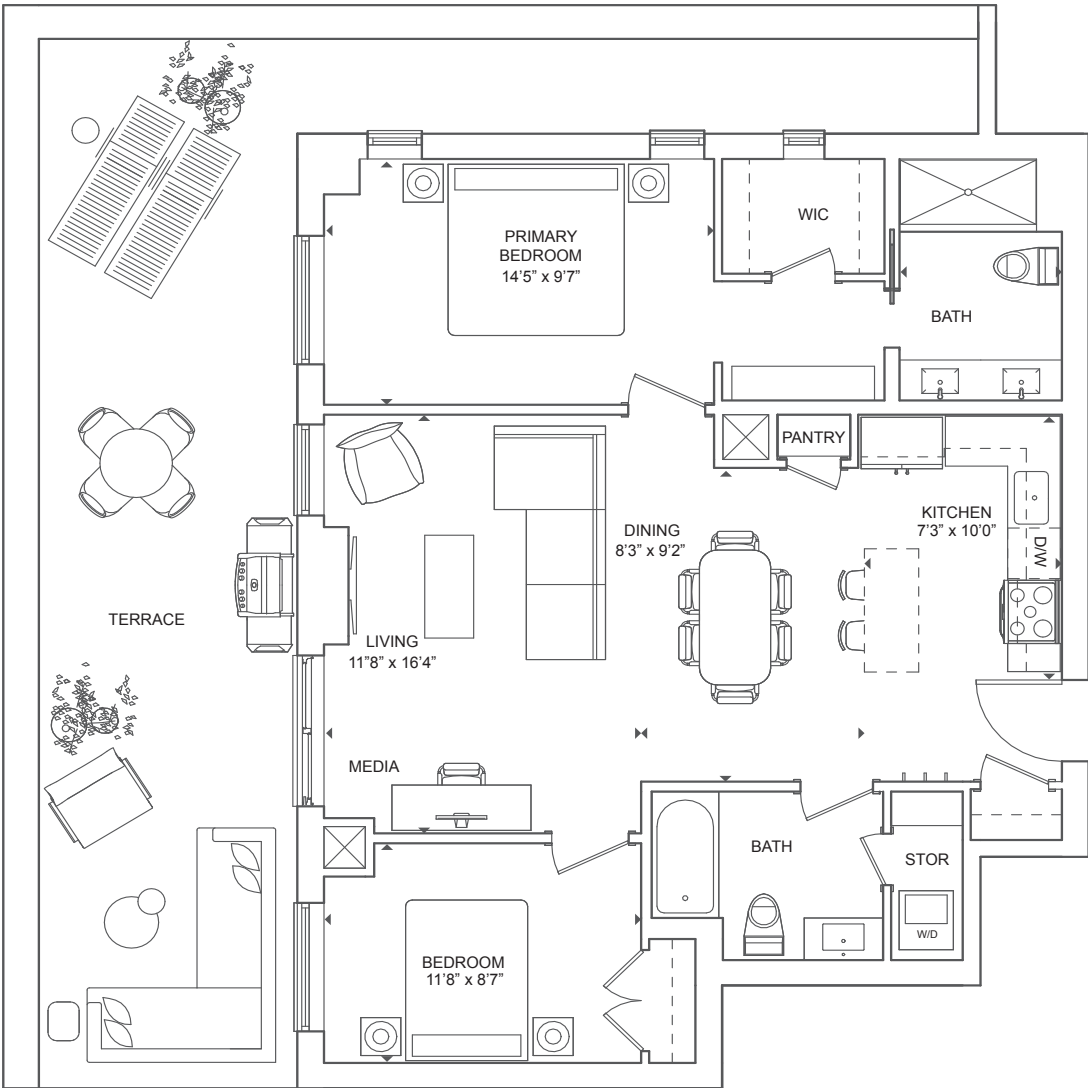 WIC
PRIMARY
BEDROOM
14’5” x 9’7”
BATH
PANTRY
KITCHEN
7’3” x 10’0”
DINING
8’3” x 9’2”
D/W
TERRACE
LIVING
11”8” x 16’4”
MEDIA
BATH
STOR
W/D
BEDROOM
11’8” x 8’7”